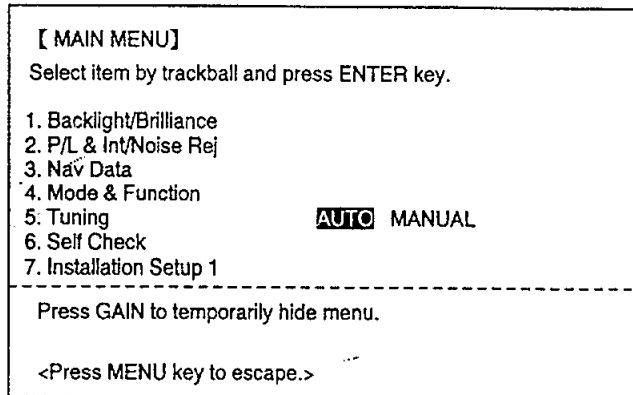 【 MAIN MENU】
Select item by trackball and press ENTER key.
1. Backlight/Brilliance
2. P/L & Int/Noise Rej
3. Nav Data
4. Mode & Function
5. Tuning AUTO MANUAL
6. Self Check
7. Installation Setup 1
Press GAIN to temporarily hide menu.
<Press MENU key to escape.>